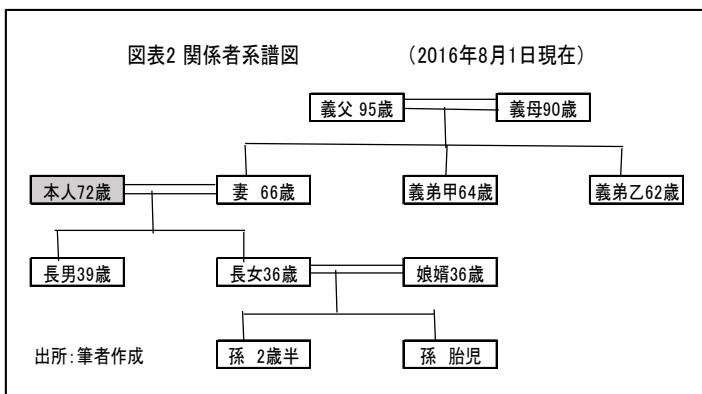 図表2 関係者系譜図 （2016年8月1日現在）
義父 95歳 義母90歳
本人72歳 妻 66歳 義弟甲64歳 義弟乙62歳
長男39歳 長女36歳 娘婿36歳
出所：筆者作成 孫 2歳半 孫 胎児